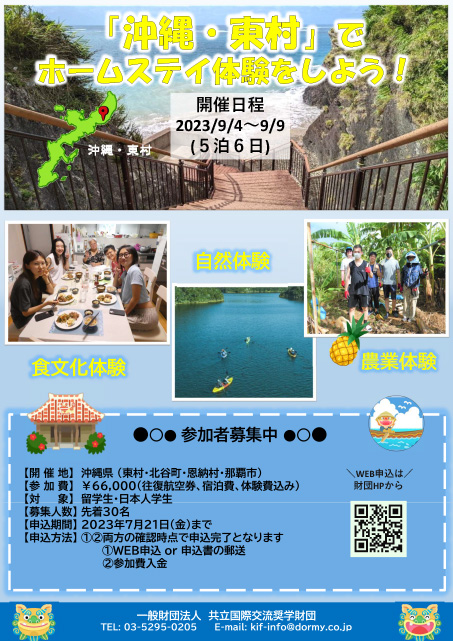 「沖縄・東村」で
ホームステイ体験をしよう！
開催日程
2023/9/4～9/9
(５泊６日)
沖縄・東村
自然体験
食文化体験
農業体験
●○● 参加者募集中 ●○●
【開 催 地】 沖縄県 （東村・北谷町・恩納村・那覇市）
【参 加 費】 ￥66,000(往復航空券、宿泊費、体験費込み)
【対　　象】 留学生・日本人学生
【募集人数】 先着30名
【申込期間】 2023年7月21日(金)まで
【申込方法】 ①②両方の確認時点で申込完了となります
①WEB申込 or 申込書の郵送
②参加費入金
＼WEB申込は／
財団HPから
一般財団法人　共立国際交流奨学財団
TEL: 03-5295-0205　E-mail: kif-info@dormy.co.jp